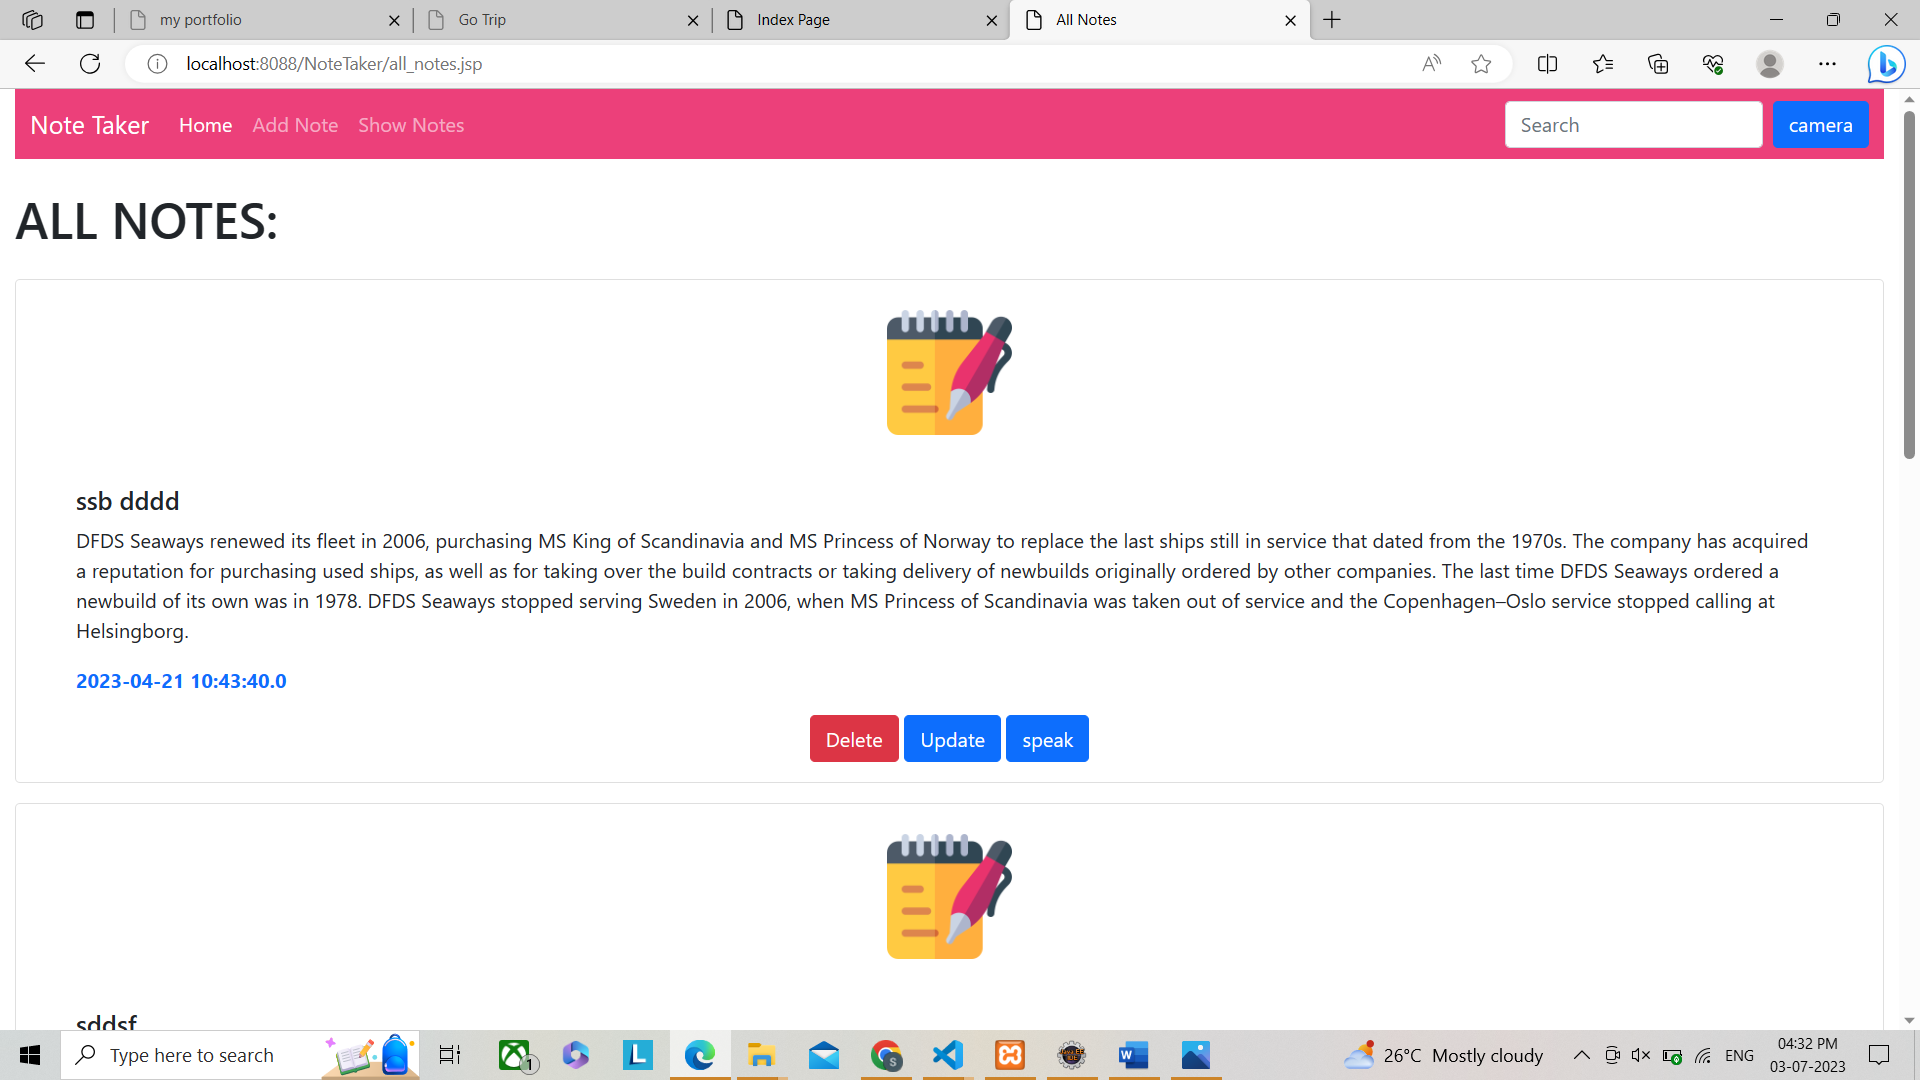 my portfolio
Go Trip
Index Page
All Notes
localhost:8088/NoteTaker/all_notes.jsp
Note Taker Home Add Note Show Notes Search camera
ALL NOTES:
ssb dddd
DFDS Seaways renewed its fleet in 2006, purchasing MS King of Scandinavia and MS Princess of Norway to replace the last ships still in service that dated from the 1970s. The company has acquired
a reputation for purchasing used ships, as well as for taking over the build contracts or taking delivery of newbuilds originally ordered by other companies. The last time DFDS Seaways ordered a
newbuild of its own was in 1978. DFDS Seaways stopped serving Sweden in 2006, when MS Princess of Scandinavia was taken out of service and the Copenhagen–Oslo service stopped calling at
Helsingborg.
2023-04-21 10:43:40.0
Delete Update speak
sddsf
Type here to search
26°C Mostly cloudy
ENG
04:32 PM
03-07-2023